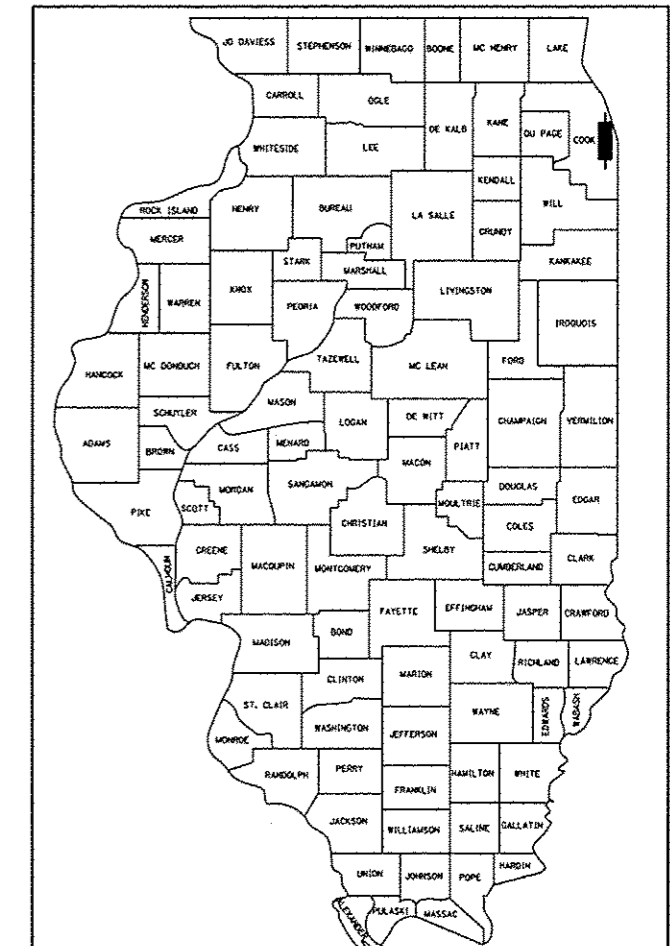 JO DAVIESS STEPHENSON WINNEBAGO BOONE MC HENRY LAKE
CARROLL OGLE DE KALB KANE DU PAGE COOK
WHITESIDE LEE KENDALL WILL
ROCK ISLAND HENRY BUREAU LA SALLE GRUNDY
MERCER PUTNAM KANKAKEE
STARK MARSHALL
HENDERSON WARREN KNOX PEORIA WOODFORD LIVINGSTON IROQUOIS
HANCOCK MC DONOUGH FULTON TAZEWELL MC LEAN FORD
SCHUYLER MASON LOGAN DE WITT CHAMPAIGN VERMILION
ADAMS BROWN CASS MENARD MACON PIATT
PIKE SCOTT MORGAN SANGAMON MOULTRIE DOUGLAS EDGAR
CHRISTIAN COLES
CALHOUN GREENE MACOUPIN MONTGOMERY SHELBY CUMBERLAND CLARK
JERSEY FAYETTE EFFINGHAM JASPER CRAWFORD
MADISON BOND CLAY RICHLAND LAWRENCE
CLINTON MARION
ST. CLAIR WASHINGTON WAYNE EDWARDS WABASH
MONROE JEFFERSON
RANDOLPH PERRY HAMILTON WHITE
FRANKLIN
JACKSON WILLIAMSON SALINE GALLATIN
UNION JOHNSON POPE HARDIN
ALEXANDER PULASKI MASSAC